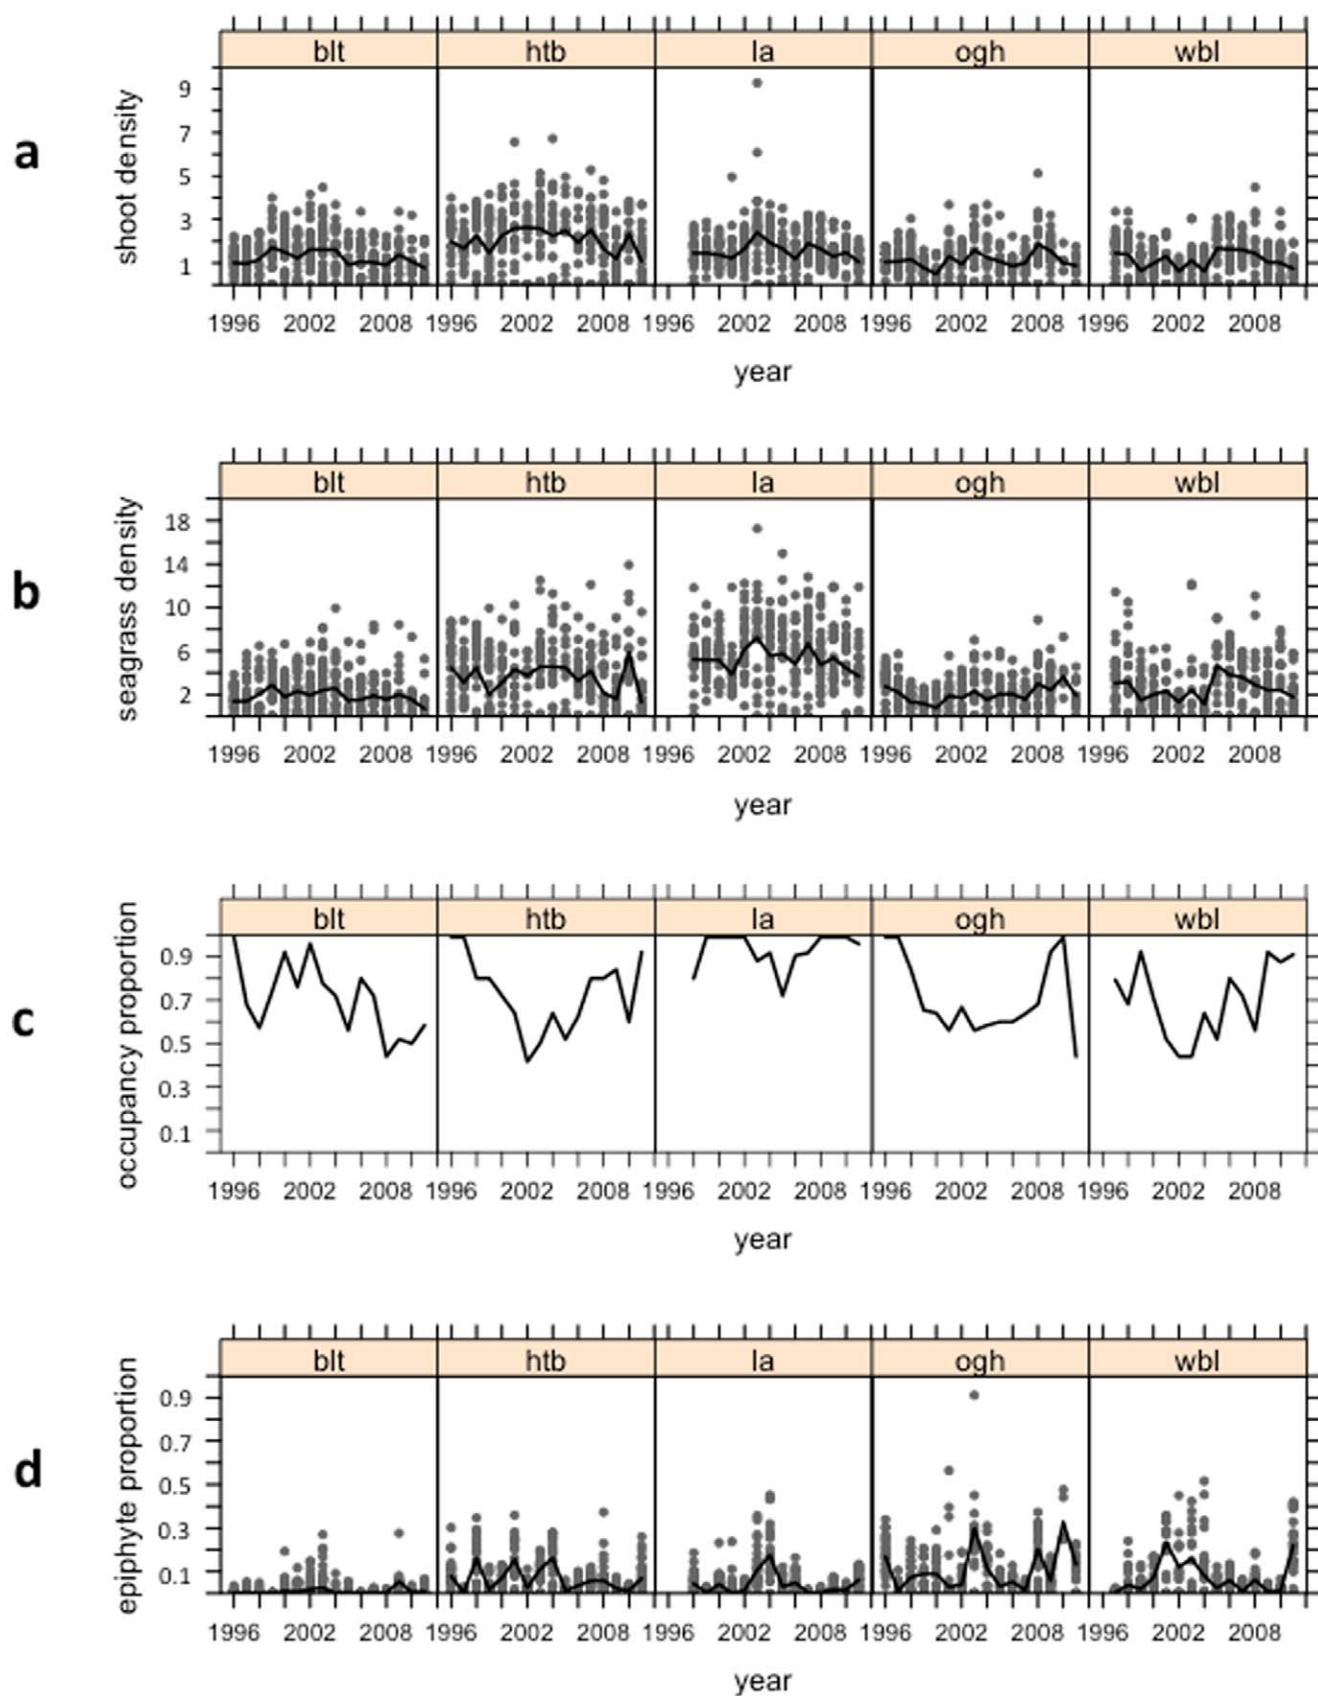 a
shoot density
blt htb la ogh wbl
9
7
5
3
1
1996 2002 2008 1996 2002 2008 1996 2002 2008 1996 2002 2008 1996 2002 2008
year
b
seagrass density
blt htb la ogh wbl
18
14
10
6
2
1996 2002 2008 1996 2002 2008 1996 2002 2008 1996 2002 2008 1996 2002 2008
year
c
occupancy proportion
blt htb la ogh wbl
0.9
0.7
0.5
0.3
0.1
1996 2002 2008 1996 2002 2008 1996 2002 2008 1996 2002 2008 1996 2002 2008
year
d
epiphyte proportion
blt htb la ogh wbl
0.9
0.7
0.5
0.3
0.1
1996 2002 2008 1996 2002 2008 1996 2002 2008 1996 2002 2008 1996 2002 2008
year